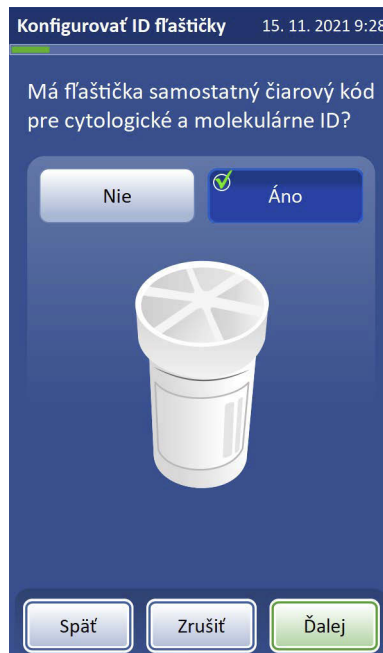 Konfigurovať ID fľaštičky 15. 11. 2021 9:28
Má fľaštička samostatný čiarový kód
pre cytologické a molekulárne ID?
Nie Áno
Späť Zrušiť Ďalej